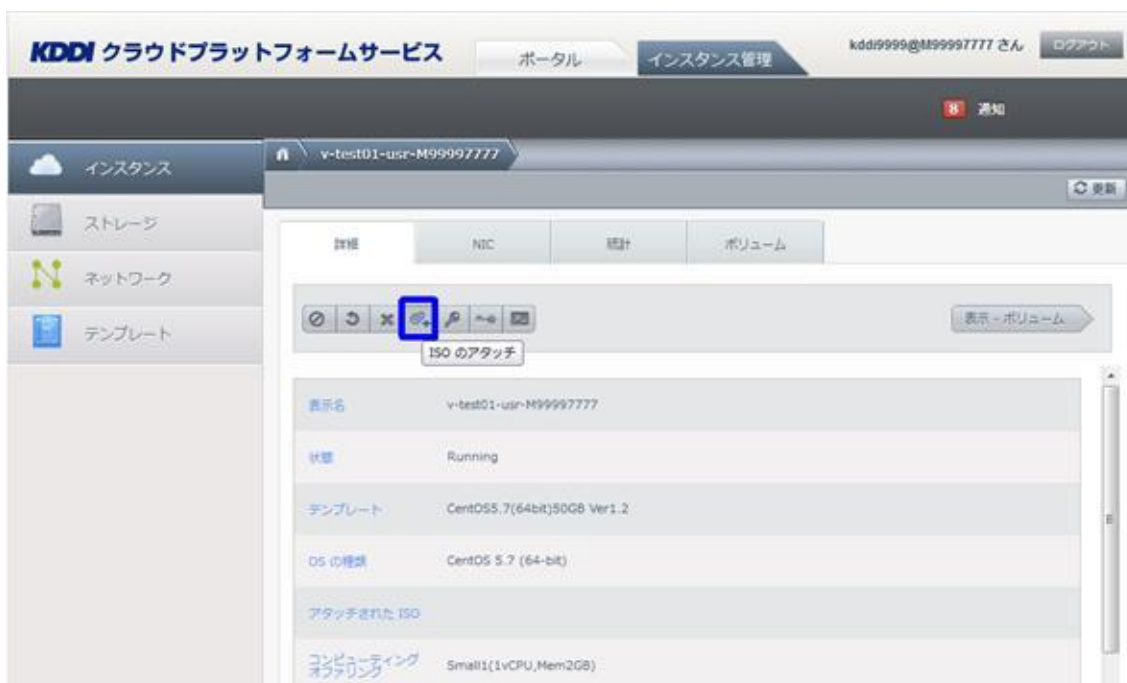 KDDI クラウドプラットフォームサービス
ポータル
インスタンス管理
kddi9999@M99997777 さん
ログアウト
8 通知
インスタンス
ストレージ
ネットワーク
テンプレート
v-test01-usr-M99997777
更新
詳細
NIC
統計
ボリューム
表示 - ボリューム
ISO のアタッチ
表示名 v-test01-usr-M99997777
状態 Running
テンプレート CentOS5.7(64bit)50GB Ver1.2
OS の種類 CentOS 5.7 (64-bit)
アタッチされた ISO
コンピューティング
オファリング Small1(1vCPU,Mem2GB)